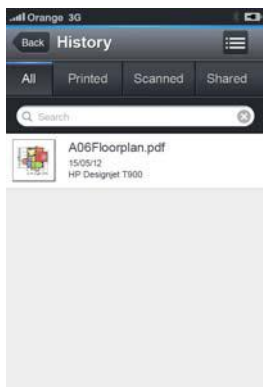 Orange 3G
Back
History
All
Printed
Scanned
Shared
Search
A06Floorplan.pdf
15/05/12
HP Designjet T900